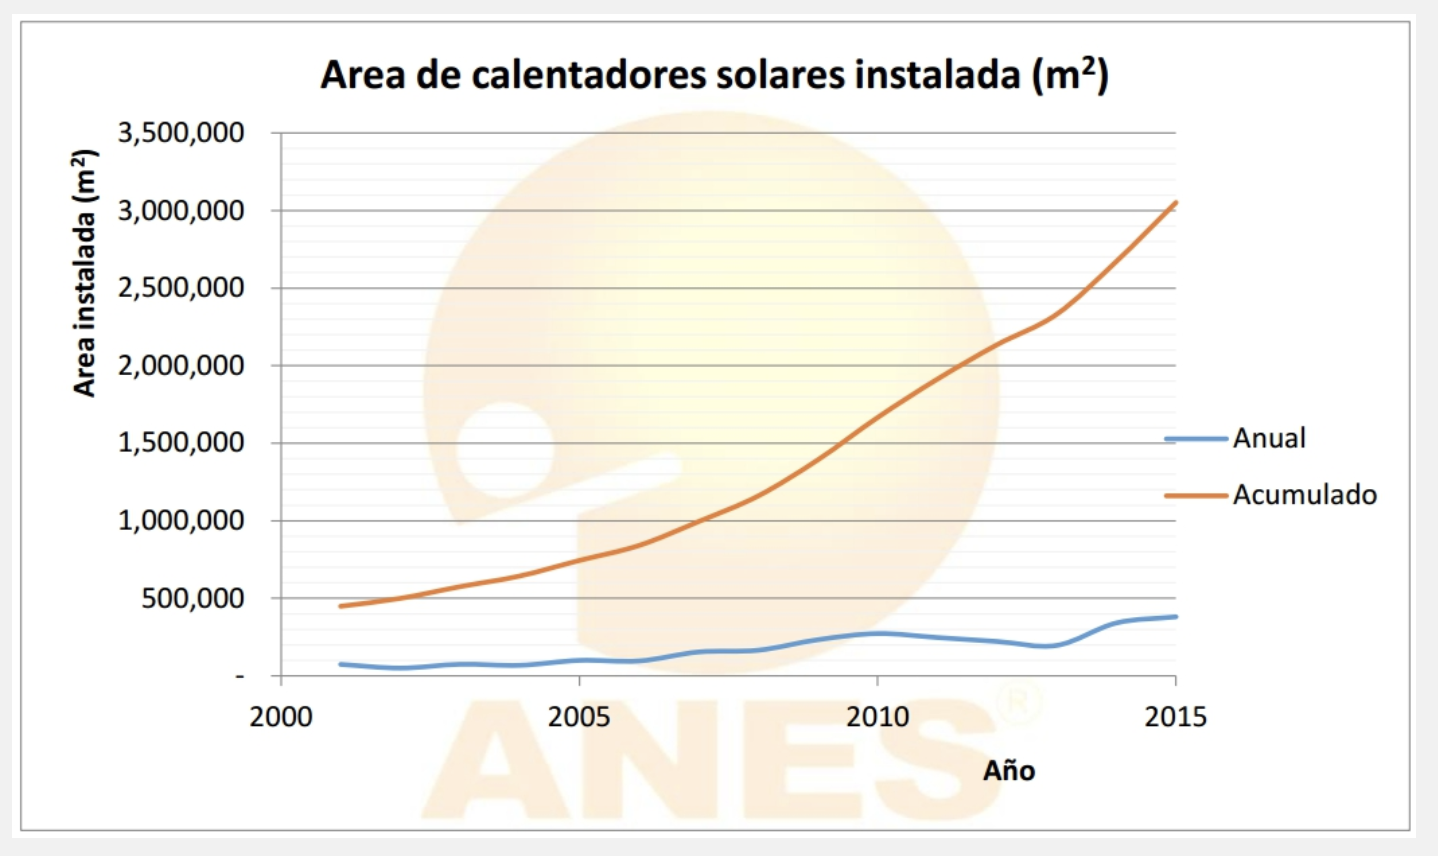 Area de calentadores solares instalada (m²)
Area instalada (m²)
3,500,000
3,000,000
2,500,000
2,000,000
1,500,000
1,000,000
500,000
-
Anual
Acumulado
2000 2005 2010 2015
Año
ANES®